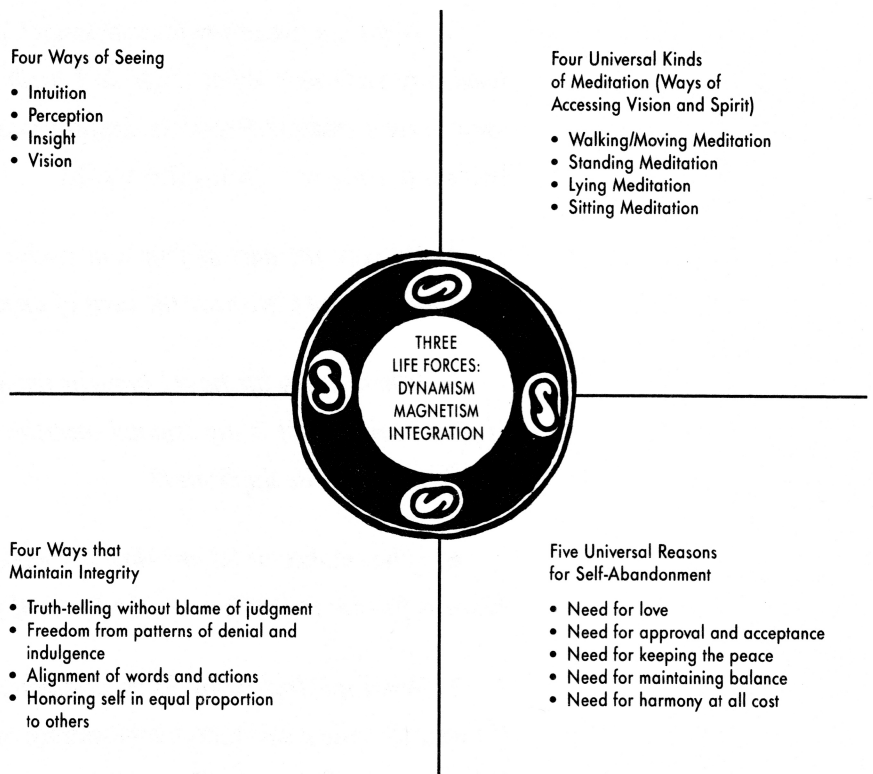 Four Ways of Seeing
• Intuition
• Perception
• Insight
• Vision
Four Universal Kinds
of Meditation (Ways of
Accessing Vision and Spirit)
• Walking/Moving Meditation
• Standing Meditation
• Lying Meditation
• Sitting Meditation
THREE
LIFE FORCES:
DYNAMISM
MAGNETISM
INTEGRATION
Four Ways that
Maintain Integrity
• Truth-telling without blame of judgment
• Freedom from patterns of denial and
indulgence
• Alignment of words and actions
• Honoring self in equal proportion
to others
Five Universal Reasons
for Self-Abandonment
• Need for love
• Need for approval and acceptance
• Need for keeping the peace
• Need for maintaining balance
• Need for harmony at all cost